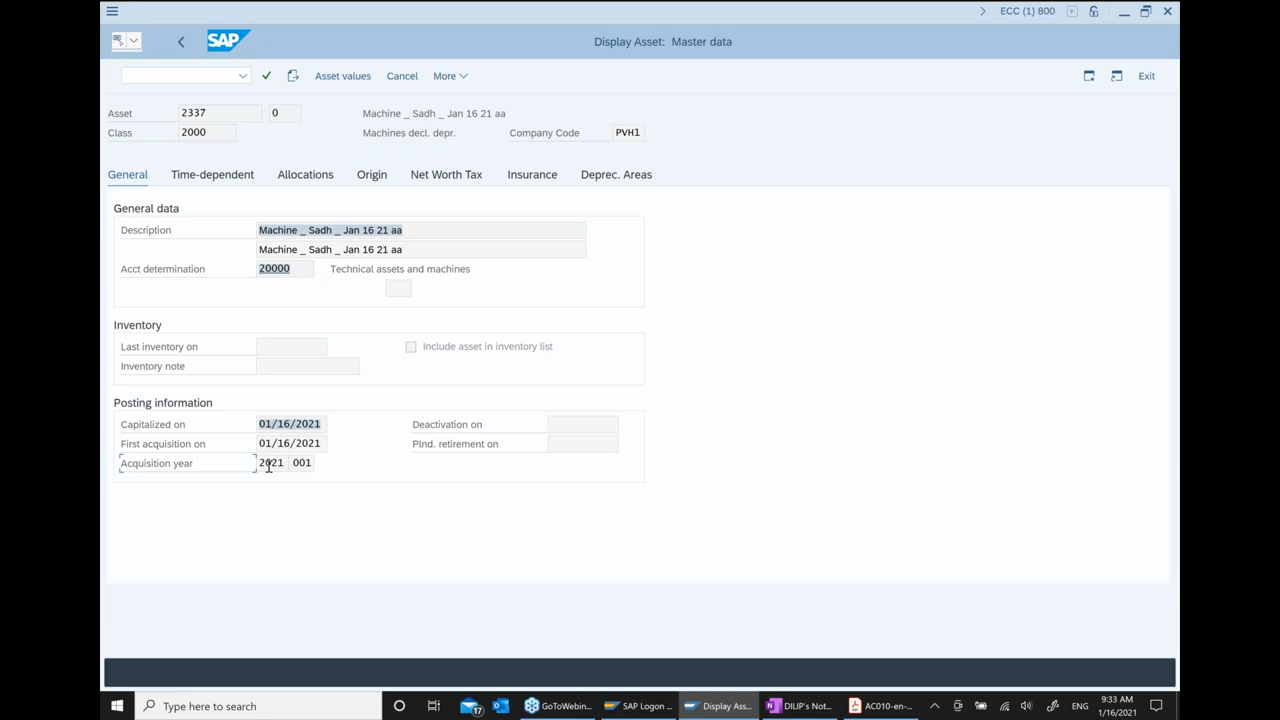 ECC (1) 800
SAP Display Asset: Master data
Asset values Cancel More Exit
Asset 2337 0 Machine _ Sadh _ Jan 16 21 aa
Class 2000 Machines decl. depr. Company Code PVH1
General Time-dependent Allocations Origin Net Worth Tax Insurance Deprec. Areas
General data
Description Machine _ Sadh _ Jan 16 21 aa
Machine _ Sadh _ Jan 16 21 aa
Acct determination 20000 Technical assets and machines
Inventory
Last inventory on Include asset in inventory list
Inventory note
Posting information
Capitalized on 01/16/2021 Deactivation on
First acquisition on 01/16/2021 Plnd. retirement on
Acquisition year 2021 001
Type here to search 17 GoToWebin... SAP Logon ... Display Ass... DILIP's Not... AC010-en-... ENG 9:33 AM
1/16/2021